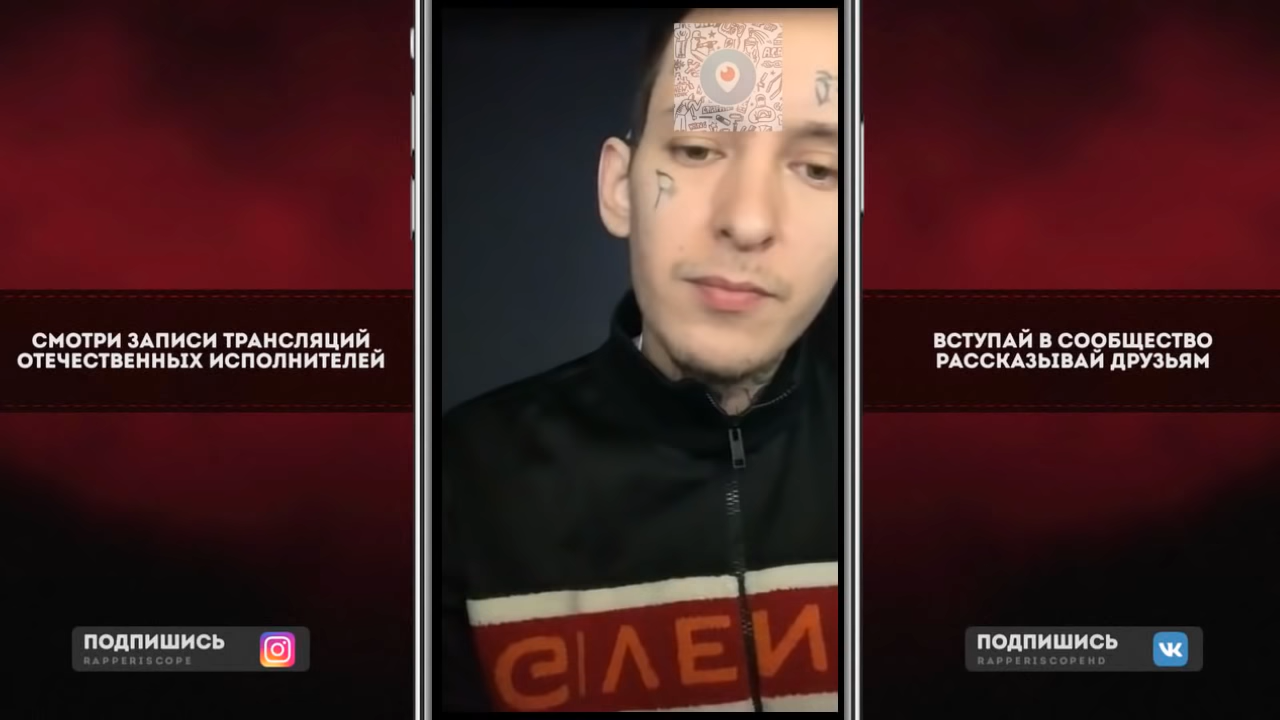 СМОТРИ ЗАПИСИ ТРАНСЛЯЦИЙ
ОТЕЧЕСТВЕННЫХ ИСПОЛНИТЕЛЕЙ
ВСТУПАЙ В СООБЩЕСТВО
РАССКАЗЫВАЙ ДРУЗЬЯМ
ПОДПИШИСЬ
RAPPERISCOPE
ПОДПИШИСЬ
RAPPERISCOPEHD